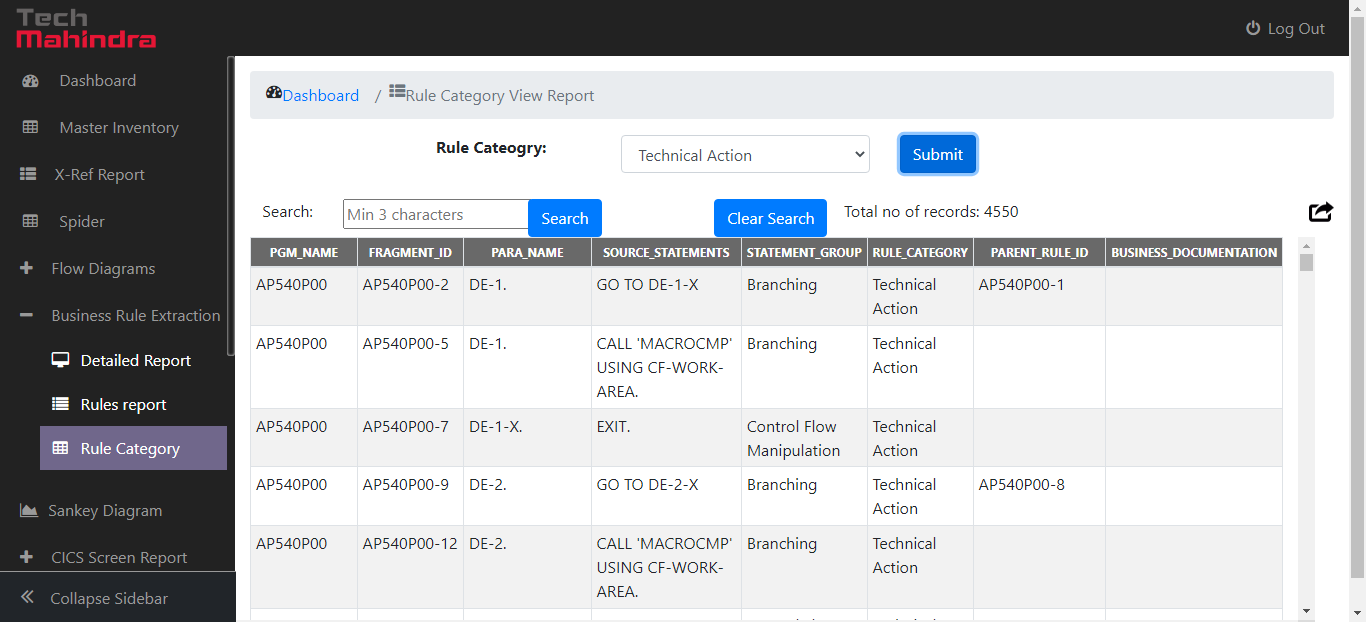 Tech
Mahindra
Log Out
Dashboard
Master Inventory
X-Ref Report
Spider
Flow Diagrams
Business Rule Extraction
Detailed Report
Rules report
Rule Category
Sankey Diagram
CICS Screen Report
Collapse Sidebar
Dashboard / Rule Category View Report
Rule Cateogry: Technical Action Submit
Search: Min 3 characters Search Clear Search Total no of records: 4550
PGM_NAME FRAGMENT_ID PARA_NAME SOURCE_STATEMENTS STATEMENT_GROUP RULE_CATEGORY PARENT_RULE_ID BUSINESS_DOCUMENTATION
AP540P00 AP540P00-2 DE-1. GO TO DE-1-X Branching Technical AP540P00-1
Action
AP540P00 AP540P00-5 DE-1. CALL 'MACROCMP' Branching Technical
USING CF-WORK- Action
AREA.
AP540P00 AP540P00-7 DE-1-X. EXIT. Control Flow Technical
Manipulation Action
AP540P00 AP540P00-9 DE-2. GO TO DE-2-X Branching Technical AP540P00-8
Action
AP540P00 AP540P00-12 DE-2. CALL 'MACROCMP' Branching Technical
USING CF-WORK- Action
AREA.